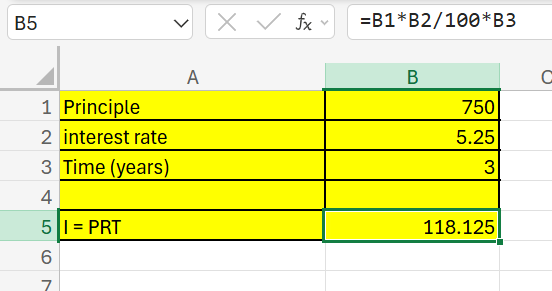 B5 fx =B1*B2/100*B3
A B C
1 Principle 750
2 interest rate 5.25
3 Time (years) 3
4
5 I = PRT 118.125
6
7